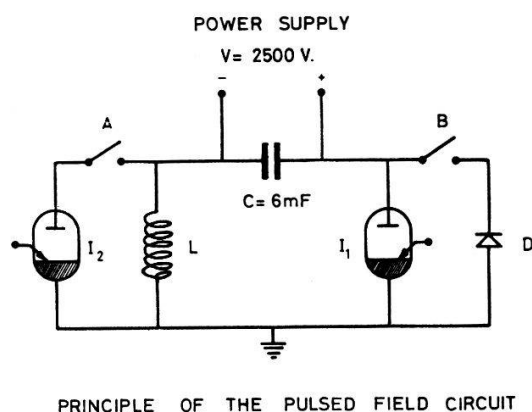 POWER SUPPLY
V= 2500 V.
- +
A
B
C= 6mF
I₂
L
I₁
D
PRINCIPLE OF THE PULSED FIELD CIRCUIT